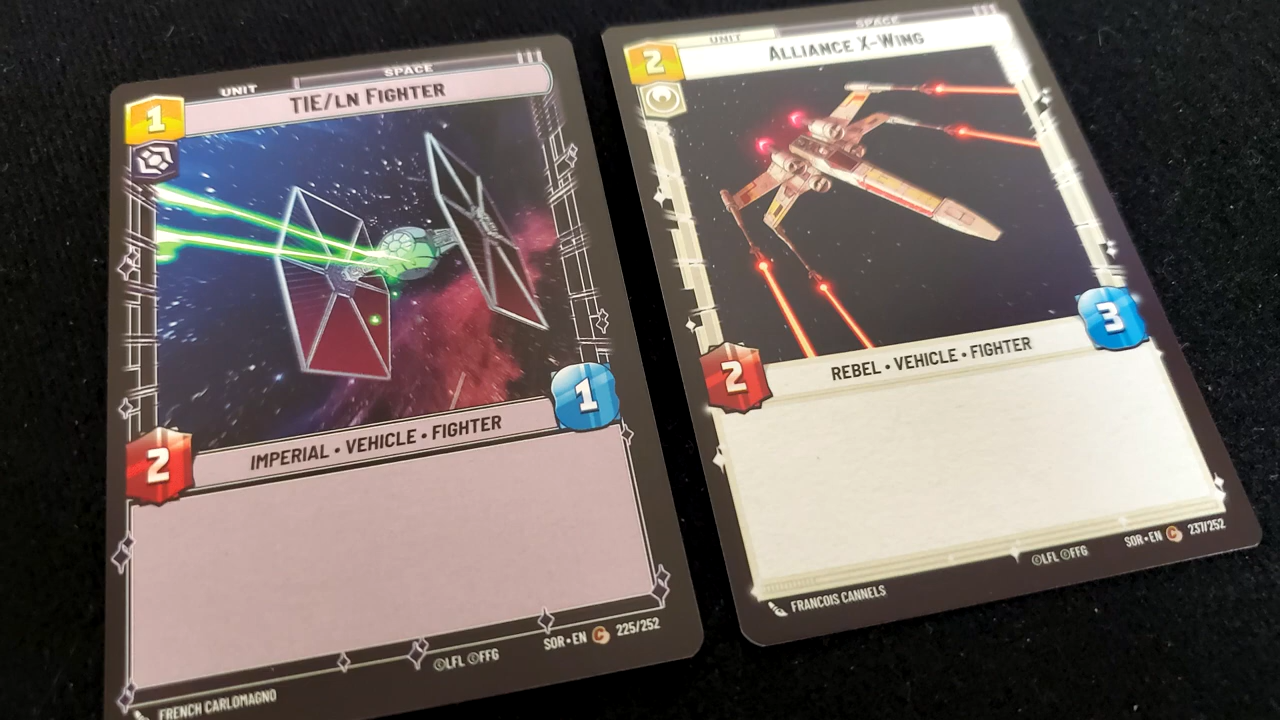 UNIT
SPACE
1
TIE/LN FIGHTER
1
2
IMPERIAL • VEHICLE • FIGHTER
SOR • EN C 225/252
©LFL ©FFG
FRENCH CARLOMAGNO
UNIT
SPACE
2
ALLIANCE X-WING
3
2
REBEL • VEHICLE • FIGHTER
SOR • EN C 237/252
©LFL ©FFG
FRANCOIS CANNELS